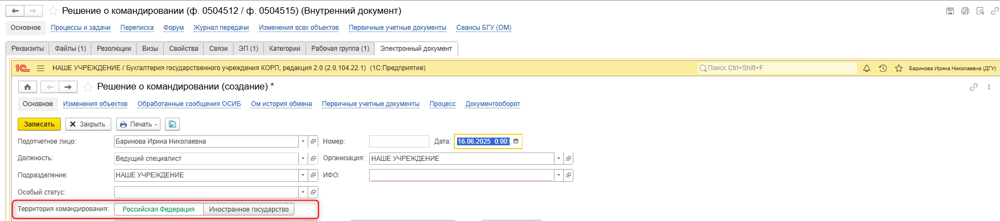 Решение о командировании (ф. 0504512 / ф. 0504515) (Внутренний документ)
Основное Процессы и задачи Переписка Форум Журнал передачи Изменения всех объектов Первичные учетные документы Сеансы БГУ (ОМ)
Реквизиты Файлы (1) Резолюции Визы Свойства Связи ЭП (1) Категории Рабочая группа (1) Электронный документ
1С НАШЕ УЧРЕЖДЕНИЕ / Бухгалтерия государственного учреждения КОРП, редакция 2.0 (2.0.104.22.1) (1С:Предприятие) Поиск Ctrl+Shift+F Баринова Ирина Николаевна (ДГУ)
Решение о командировании (создание) *
Основное Изменения объектов Обработанные сообщения ОСИБ Ом история обмена Первичные учетные документы Процесс Документооборот
Записать Закрыть Печать
Подотчетное лицо: Баринова Ирина Николаевна Номер: Дата: 16.06.2025 0:00:
Должность: Ведущий специалист Организация: НАШЕ УЧРЕЖДЕНИЕ
Подразделение: НАШЕ УЧРЕЖДЕНИЕ ИФО:
Особый статус:
Территория командирования: Российская Федерация Иностранное государство